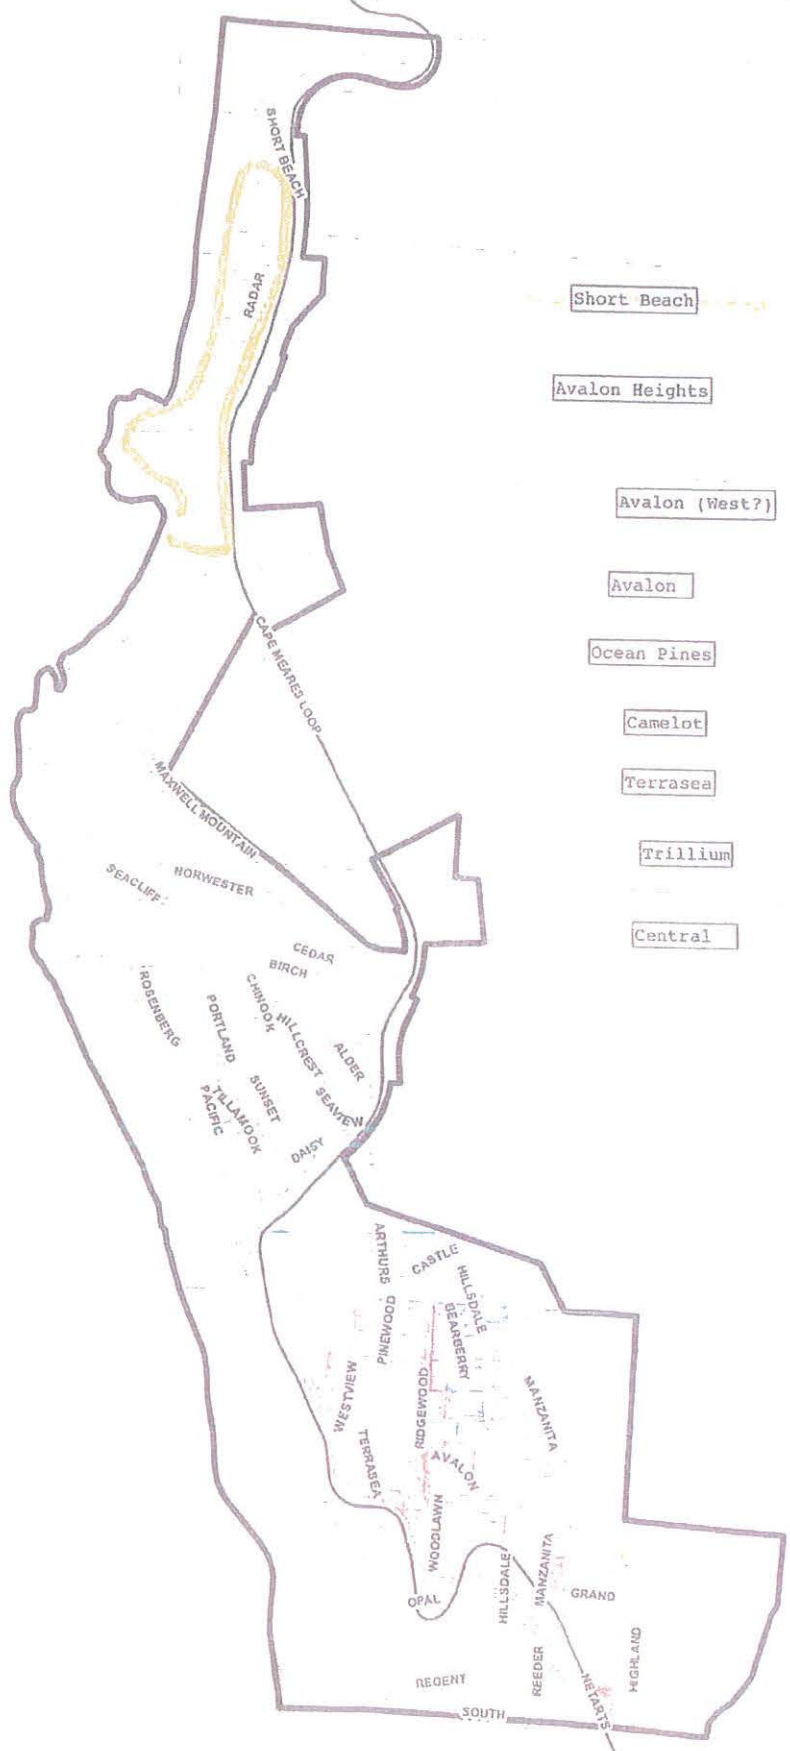 SHORT BEACH
RADAR
Short Beach
Avalon Heights
Avalon (West?)
Avalon
Ocean Pines
Camelot
Terrasea
Trillium
Central
CAPE MEARES LOOP
MAXWELL MOUNTAIN
SEACLIFF
NORWESTER
CEDAR
BIRCH
CHINOOK
ROSENBERG
PORTLAND
HILLCREST
ALDER
SUNSET
SEAVIEW
TILLAMOOK
PACIFIC
DAISY
ARTHURS
CASTLE
HILLSDALE
PINEWOOD
BEARBERRY
WESTVIEW
RIDGEWOOD
MANZANITA
TERRASEA
AVALON
WOODLAWN
HILLSDALE
MANZANITA
GRAND
OPAL
REGENT
REEDER
HIGHLAND
NETARTS
SOUTH